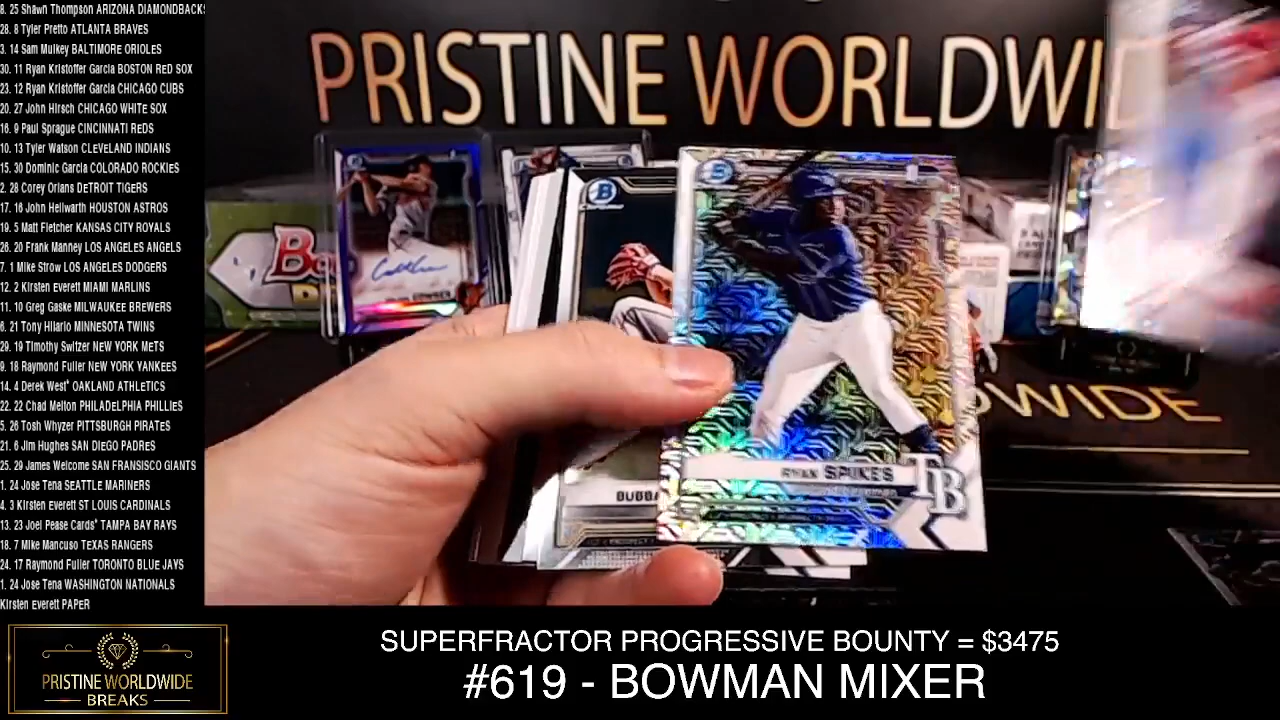 8. 25 Shawn Thompson ARIZONA DIAMONDBACKS
28. 8 Tyler Pretto ATLANTA BRAVES
3. 14 Sam Mulkey BALTIMORE ORIOLES
30. 11 Ryan Kristoffer Garcia BOSTON RED SOX
23. 12 Ryan Kristoffer Garcia CHICAGO CUBS
20. 27 John Hirsch CHICAGO WHITE SOX
16. 9 Paul Sprague CINCINNATI REDS
10. 13 Tyler Watson CLEVELAND INDIANS
15. 30 Dominic Garcia COLORADO ROCKIES
2. 28 Corey Orians DETROIT TIGERS
17. 16 John Hellwarth HOUSTON ASTROS
19. 5 Matt Fletcher KANSAS CITY ROYALS
26. 20 Frank Manney LOS ANGELES ANGELS
7. 1 Mike Strow LOS ANGELES DODGERS
12. 2 Kirsten Everett MIAMI MARLINS
11. 10 Greg Gaske MILWAUKEE BREWERS
6. 21 Tony Hilario MINNESOTA TWINS
29. 19 Timothy Switzer NEW YORK METS
9. 18 Raymond Fuller NEW YORK YANKEES
14. 4 Derek West* OAKLAND ATHLETICS
22. 22 Chad Melton PHILADELPHIA PHILLIES
5. 26 Tosh Whyzer PITTSBURGH PIRATES
21. 6 Jim Hughes SAN DIEGO PADRES
25. 29 James Welcome SAN FRANSISCO GIANTS
1. 24 Jose Tena SEATTLE MARINERS
4. 3 Kirsten Everett ST LOUIS CARDINALS
13. 23 Joel Pease Cards* TAMPA BAY RAYS
18. 7 Mike Mancuso TEXAS RANGERS
24. 17 Raymond Fuller TORONTO BLUE JAYS
1. 24 Jose Tena WASHINGTON NATIONALS
Kirsten Everett PAPER
PRISTINE WORLDWI
WIDE
BOWSER
B
BUBBA
RYAN SPIKES
TB
PRISTINE WORLDWIDE
BREAKS
SUPERFRACTOR PROGRESSIVE BOUNTY = $3475
#619 - BOWMAN MIXER